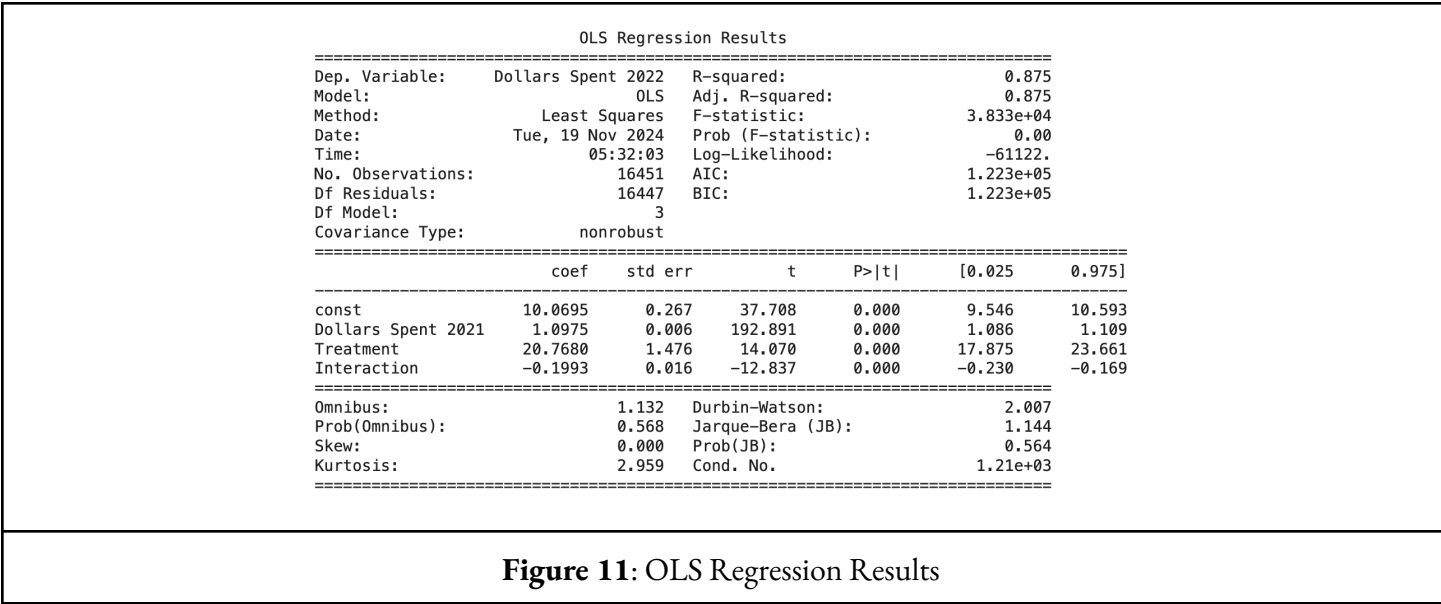 OLS Regression Results
==============================================================================
Dep. Variable:     Dollars Spent 2022   R-squared:                       0.875
Model:                            OLS   Adj. R-squared:                  0.875
Method:                 Least Squares   F-statistic:                 3.833e+04
Date:                Tue, 19 Nov 2024   Prob (F-statistic):               0.00
Time:                        05:32:03   Log-Likelihood:                -61122.
No. Observations:               16451   AIC:                         1.223e+05
Df Residuals:                   16447   BIC:                         1.223e+05
Df Model:                           3
Covariance Type:            nonrobust
======================================================================================
                         coef    std err          t      P>|t|      [0.025      0.975]
--------------------------------------------------------------------------------------
const                 10.0695      0.267     37.708      0.000       9.546      10.593
Dollars Spent 2021     1.0975      0.006    192.891      0.000       1.086       1.109
Treatment             20.7680      1.476     14.070      0.000      17.875      23.661
Interaction           -0.1993      0.016    -12.837      0.000      -0.230      -0.169
==============================================================================
Omnibus:                        1.132   Durbin-Watson:                   2.007
Prob(Omnibus):                  0.568   Jarque-Bera (JB):                1.144
Skew:                           0.000   Prob(JB):                        0.564
Kurtosis:                       2.959   Cond. No.                     1.21e+03
==============================================================================
Figure 11: OLS Regression Results